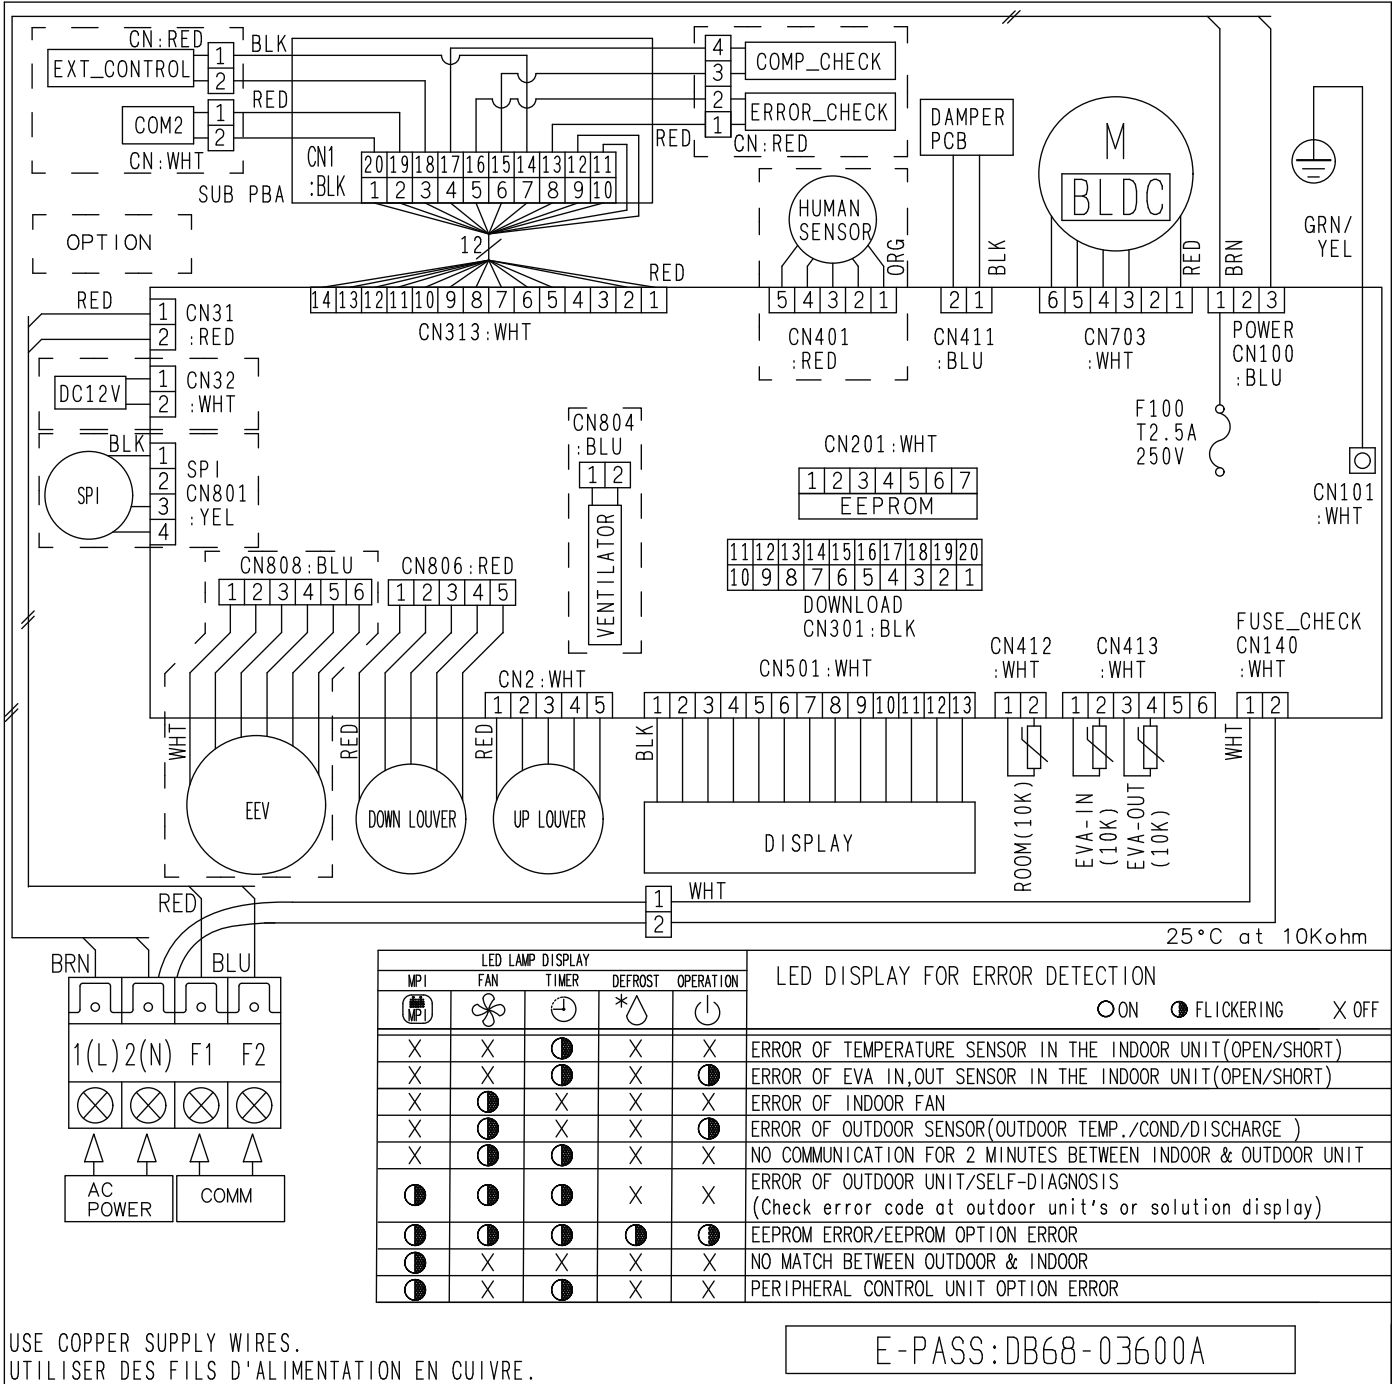 CN:RED
EXT_CONTROL
1
2
BLK
COM2
1
2
RED
CN:WHT
CN1
:BLK
SUB PBA
20 19 18 17 16 15 14 13 12 11
1 2 3 4 5 6 7 8 9 10
4
3
2
1
COMP_CHECK
ERROR_CHECK
RED
CN:RED
DAMPER
PCB
M
BLDC
GRN/
YEL
OPTION
12
HUMAN
SENSOR
ORG
BLK
RED
BRN
RED
RED
14 13 12 11 10 9 8 7 6 5 4 3 2 1
CN313:WHT
5 4 3 2 1
CN401
:RED
2 1
CN411
:BLU
6 5 4 3 2 1
CN703
:WHT
1 2 3
POWER
CN100
:BLU
1
2
CN31
:RED
DC12V
1
2
CN32
:WHT
F100
T2.5A
250V
BLK
SPI
1
2
3
4
SPI
CN801
:YEL
CN804
:BLU
1 2
VENTILATOR
CN201:WHT
1 2 3 4 5 6 7
EEPROM
CN101
:WHT
11 12 13 14 15 16 17 18 19 20
10 9 8 7 6 5 4 3 2 1
DOWNLOAD
CN301:BLK
CN808:BLU
1 2 3 4 5 6
CN806:RED
1 2 3 4 5
CN2:WHT
1 2 3 4 5
CN501:WHT
1 2 3 4 5 6 7 8 9 10 11 12 13
CN412
:WHT
1 2
CN413
:WHT
1 2 3 4 5 6
FUSE_CHECK
CN140
:WHT
1 2
WHT
RED
RED
BLK
WHT
EEV
DOWN LOUVER
UP LOUVER
DISPLAY
ROOM(10K)
EVA-IN
(10K)
EVA-OUT
(10K)
1
2
WHT
RED
25°C at 10Kohm
BRN
BLU
1(L) 2(N) F1 F2
AC
POWER
COMM
LED LAMP DISPLAY
MPI FAN TIMER DEFROST OPERATION
MPI
LED DISPLAY FOR ERROR DETECTION
ON FLICKERING X OFF
X X X X ERROR OF TEMPERATURE SENSOR IN THE INDOOR UNIT(OPEN/SHORT)
X X X ERROR OF EVA IN,OUT SENSOR IN THE INDOOR UNIT(OPEN/SHORT)
X X X X ERROR OF INDOOR FAN
X X X ERROR OF OUTDOOR SENSOR(OUTDOOR TEMP./COND/DISCHARGE )
X X X NO COMMUNICATION FOR 2 MINUTES BETWEEN INDOOR & OUTDOOR UNIT
X X ERROR OF OUTDOOR UNIT/SELF-DIAGNOSIS
(Check error code at outdoor unit's or solution display)
EEPROM ERROR/EEPROM OPTION ERROR
X X X X NO MATCH BETWEEN OUTDOOR & INDOOR
X X X PERIPHERAL CONTROL UNIT OPTION ERROR
USE COPPER SUPPLY WIRES.
UTILISER DES FILS D'ALIMENTATION EN CUIVRE.
E-PASS:DB68-03600A